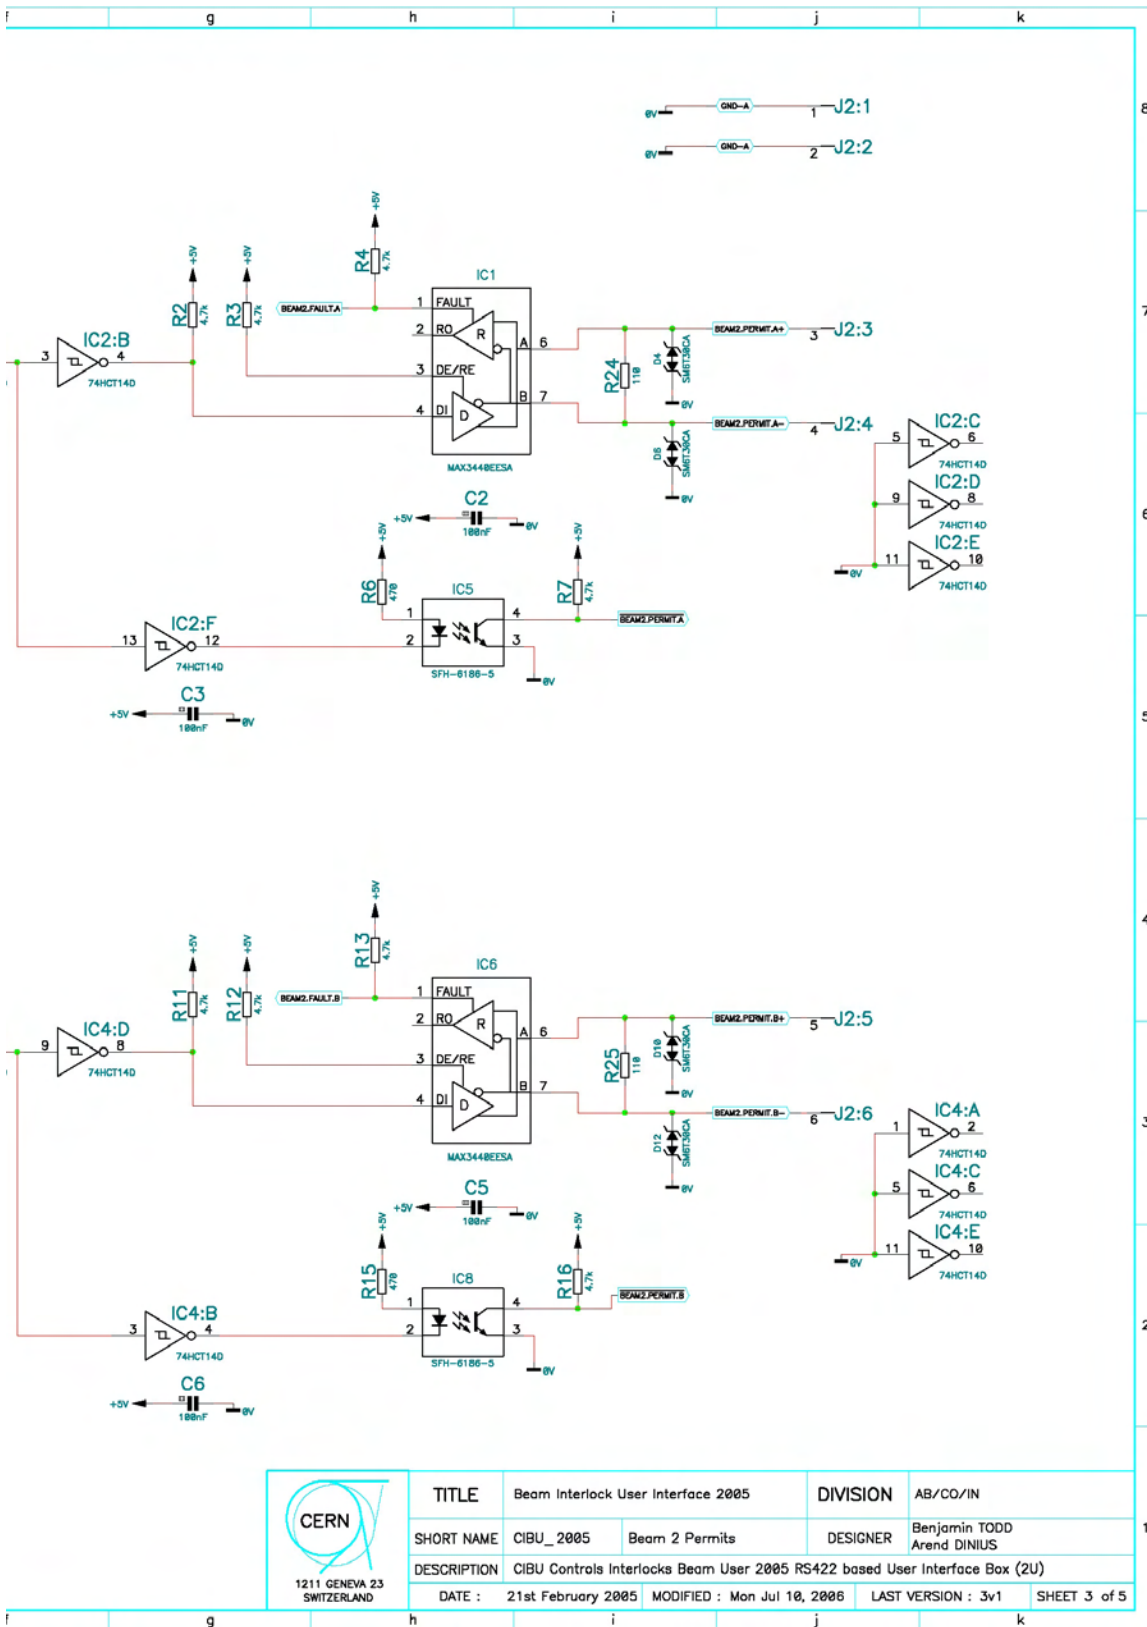 f g h i j k
8
0V GND-A 1 J2:1
0V GND-A 2 J2:2
+5V
R4 4.7k
+5V +5V
R2 4.7k R3 4.7k
IC1
7
BEAM2.FAULT.A 1 FAULT
2 RO R
IC2:B
3 4
74HCT14D
3 DE/RE
4 DI D
A 6
B 7
MAX3440EESA
R24 110
D4 SM6T30CA
0V
BEAM2.PERMIT.A+ 3 J2:3
BEAM2.PERMIT.A- 4 J2:4
D6 SM6T30CA
0V
IC2:C
5 6
74HCT14D
IC2:D
9 8
74HCT14D
6
IC2:E
0V 11 10
74HCT14D
C2
+5V 0V
100nF
+5V +5V
R6 470 IC5 R7 4.7k
1 4 BEAM2.PERMIT.A
2 3
SFH-6186-5 0V
IC2:F
13 12
74HCT14D
C3
+5V 0V
100nF
5
4
+5V
R13 4.7k
+5V +5V
R11 4.7k R12 4.7k
IC6
BEAM2.FAULT.B 1 FAULT
2 RO R
IC4:D
9 8
74HCT14D
3 DE/RE
4 DI D
A 6
B 7
MAX3440EESA
R25 110
D10 SM6T30CA
0V
BEAM2.PERMIT.B+ 5 J2:5
BEAM2.PERMIT.B- 6 J2:6
D12 SM6T30CA
0V
3
IC4:A
1 2
74HCT14D
IC4:C
5 6
74HCT14D
IC4:E
0V 11 10
74HCT14D
C5
+5V 0V
100nF
+5V +5V
R15 470 IC8 R16 4.7k
1 4 BEAM2.PERMIT.B
2 3
SFH-6186-5 0V
2
IC4:B
3 4
74HCT14D
C6
+5V 0V
100nF
CERN
1211 GENEVA 23
SWITZERLAND
TITLE Beam Interlock User Interface 2005 DIVISION AB/CO/IN
1
SHORT NAME CIBU_2005 Beam 2 Permits DESIGNER Benjamin TODD
Arend DINIUS
DESCRIPTION CIBU Controls Interlocks Beam User 2005 RS422 based User Interface Box (2U)
DATE : 21st February 2005 MODIFIED : Mon Jul 10, 2006 LAST VERSION : 3v1 SHEET 3 of 5
f g h i j k